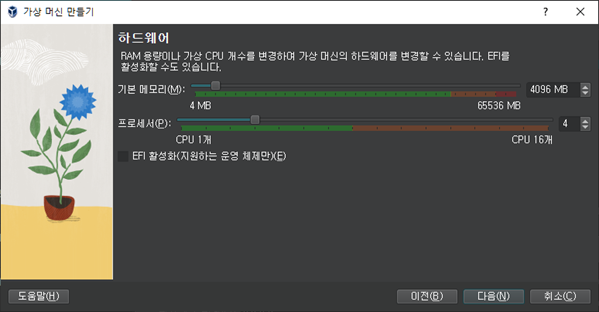 가상 머신 만들기
하드웨어
RAM 용량이나 가상 CPU 개수를 변경하여 가상 머신의 하드웨어를 변경할 수 있습니다. EFI를
활성화할 수도 있습니다.
기본 메모리(M): 4096 MB
4 MB 65536 MB
프로세서(P): 4
CPU 1개 CPU 16개
EFI 활성화(지원하는 운영 체제만)(E)
도움말(H) 이전(B) 다음(N) 취소(C)